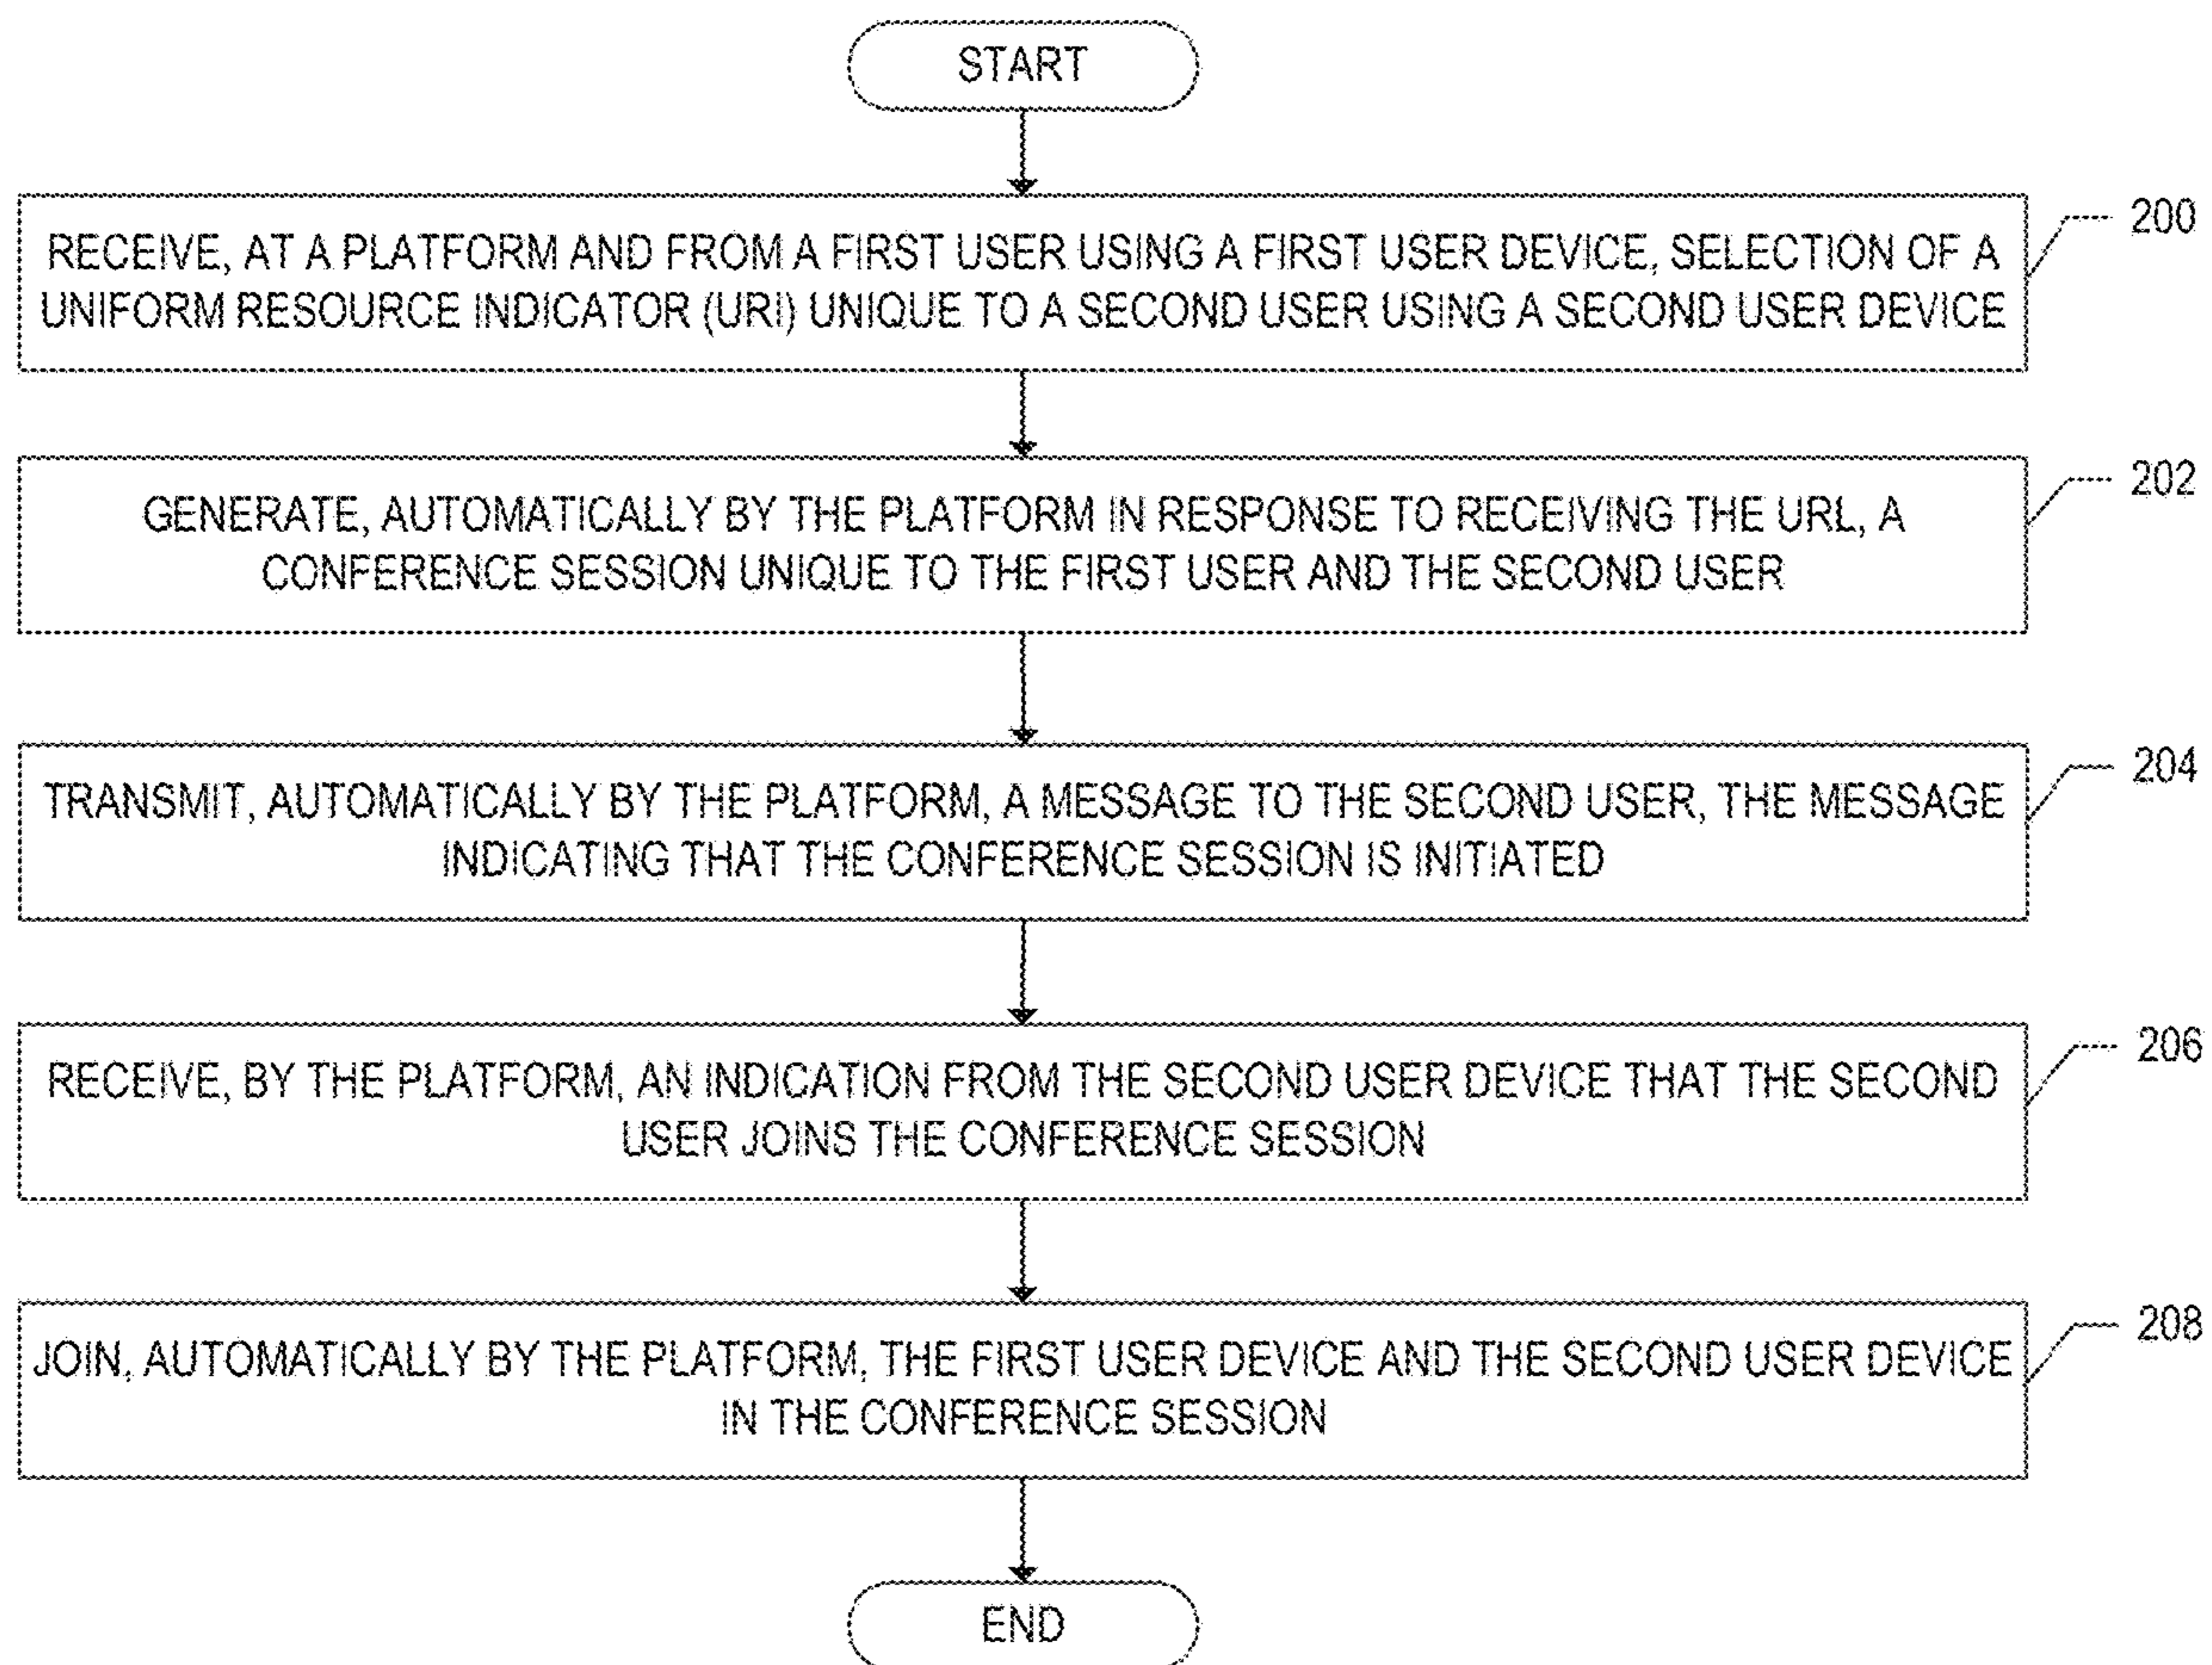 START
RECEIVE, AT A PLATFORM AND FROM A FIRST USER USING A FIRST USER DEVICE, SELECTION OF A
UNIFORM RESOURCE INDICATOR (URI) UNIQUE TO A SECOND USER USING A SECOND USER DEVICE
200
GENERATE, AUTOMATICALLY BY THE PLATFORM IN RESPONSE TO RECEIVING THE URL, A
CONFERENCE SESSION UNIQUE TO THE FIRST USER AND THE SECOND USER
202
TRANSMIT, AUTOMATICALLY BY THE PLATFORM, A MESSAGE TO THE SECOND USER, THE MESSAGE
INDICATING THAT THE CONFERENCE SESSION IS INITIATED
204
RECEIVE, BY THE PLATFORM, AN INDICATION FROM THE SECOND USER DEVICE THAT THE SECOND
USER JOINS THE CONFERENCE SESSION
206
JOIN, AUTOMATICALLY BY THE PLATFORM, THE FIRST USER DEVICE AND THE SECOND USER DEVICE
IN THE CONFERENCE SESSION
208
END